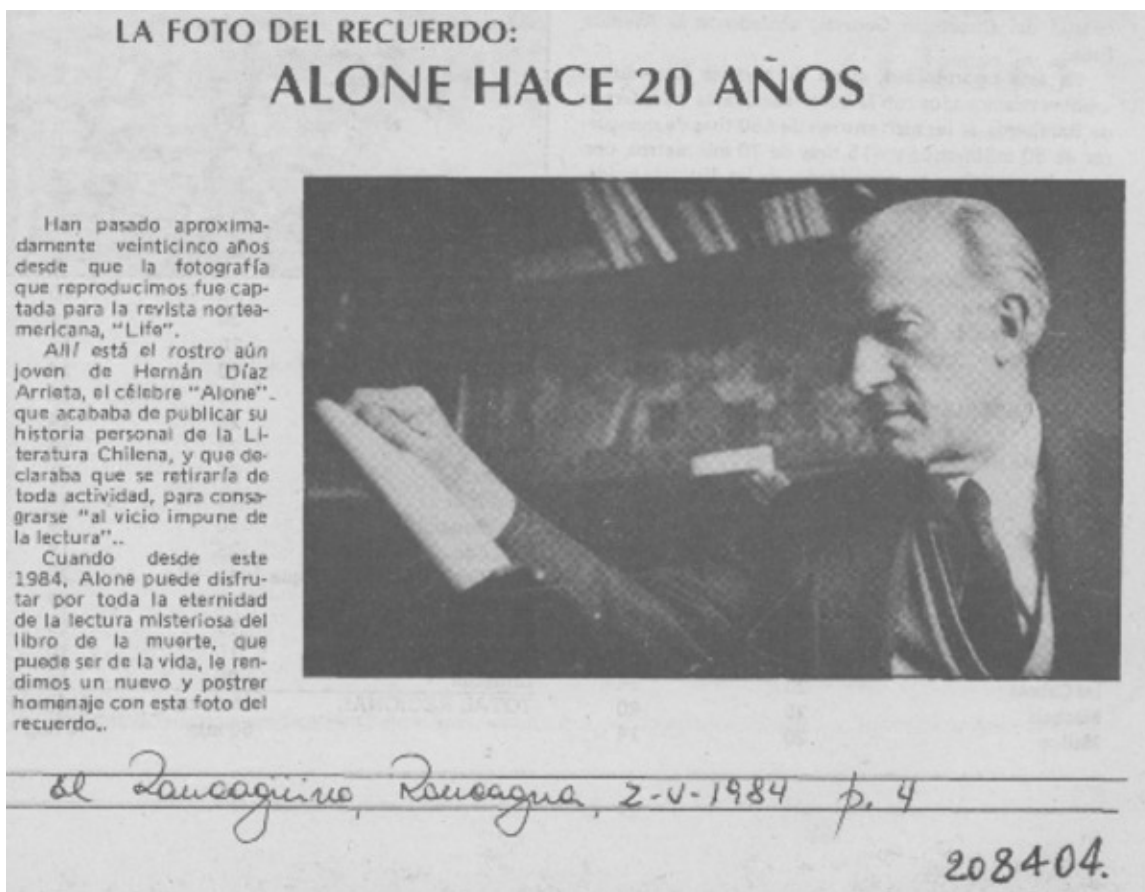 LA FOTO DEL RECUERDO:
ALONE HACE 20 AÑOS
Han pasado aproxima-
damente veinticinco años
desde que la fotografía
que reproducimos fue cap-
tada para la revista nortea-
mericana, "Life".
Allí está el rostro aún
joven de Hernán Díaz
Arrieta, el célebre "Alone"..
que acababa de publicar su
historia personal de la Li-
teratura Chilena, y que de-
claraba que se retiraría de
toda actividad, para consa-
grarse "al vicio impune de
la lectura"..
Cuando desde este
1984, Alone puede disfru-
tar por toda la eternidad
de la lectura misteriosa del
libro de la muerte, que
puede ser de la vida, le ren-
dimos un nuevo y postrer
homenaje con esta foto del
recuerdo..
El Rancagüino, Rancagua, 2-V-1984 p. 4
208404.